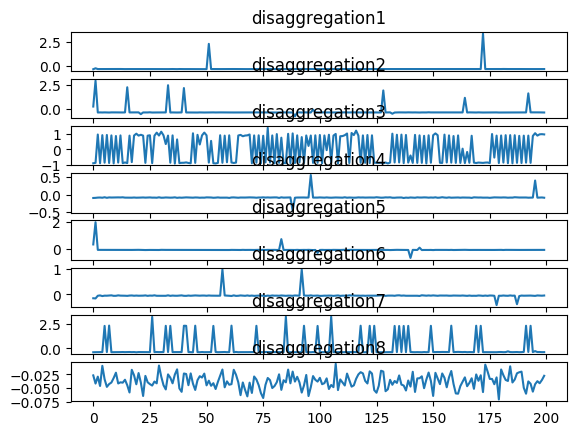 disaggregation1
2.5
0.0
disaggregation2
2.5
0.0
disaggregation3
1
0
−1
disaggregation4
0.5
0.0
−0.5
disaggregation5
2
0
disaggregation6
1
0
disaggregation7
2.5
0.0
disaggregation8
−0.025
−0.050
−0.075
0 25 50 75 100 125 150 175 200